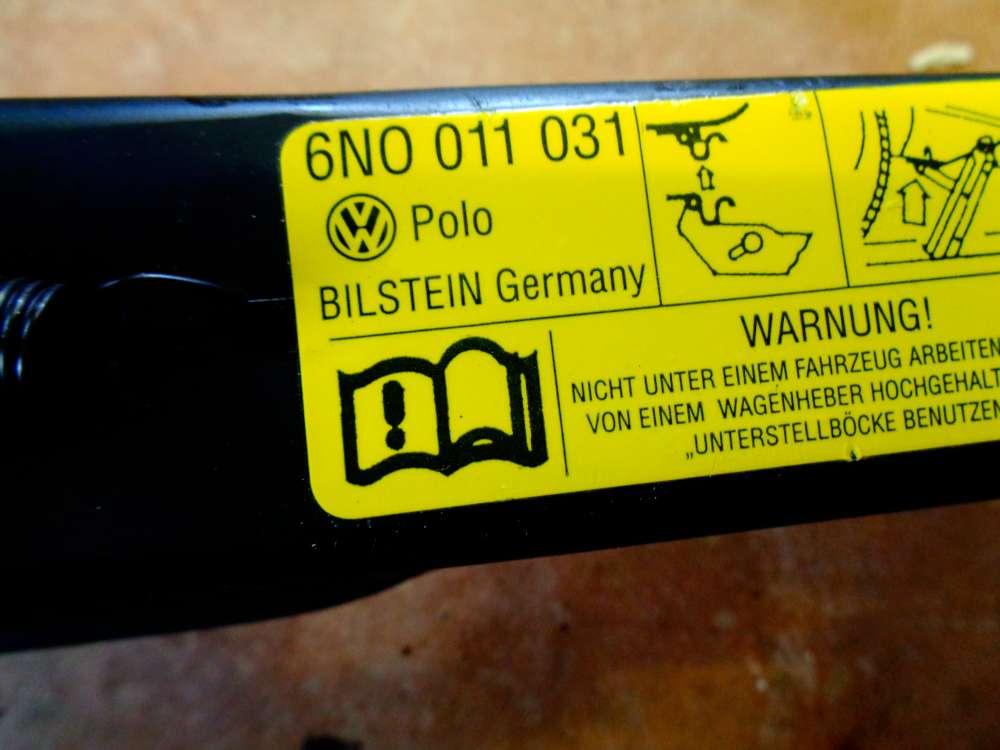 6N0 011 031
Polo
BILSTEIN Germany
WARNUNG!
NICHT UNTER EINEM FAHRZEUG ARBEITEN
VON EINEM WAGENHEBER HOCHGEHALT
„UNTERSTELLBÖCKE BENUTZEN